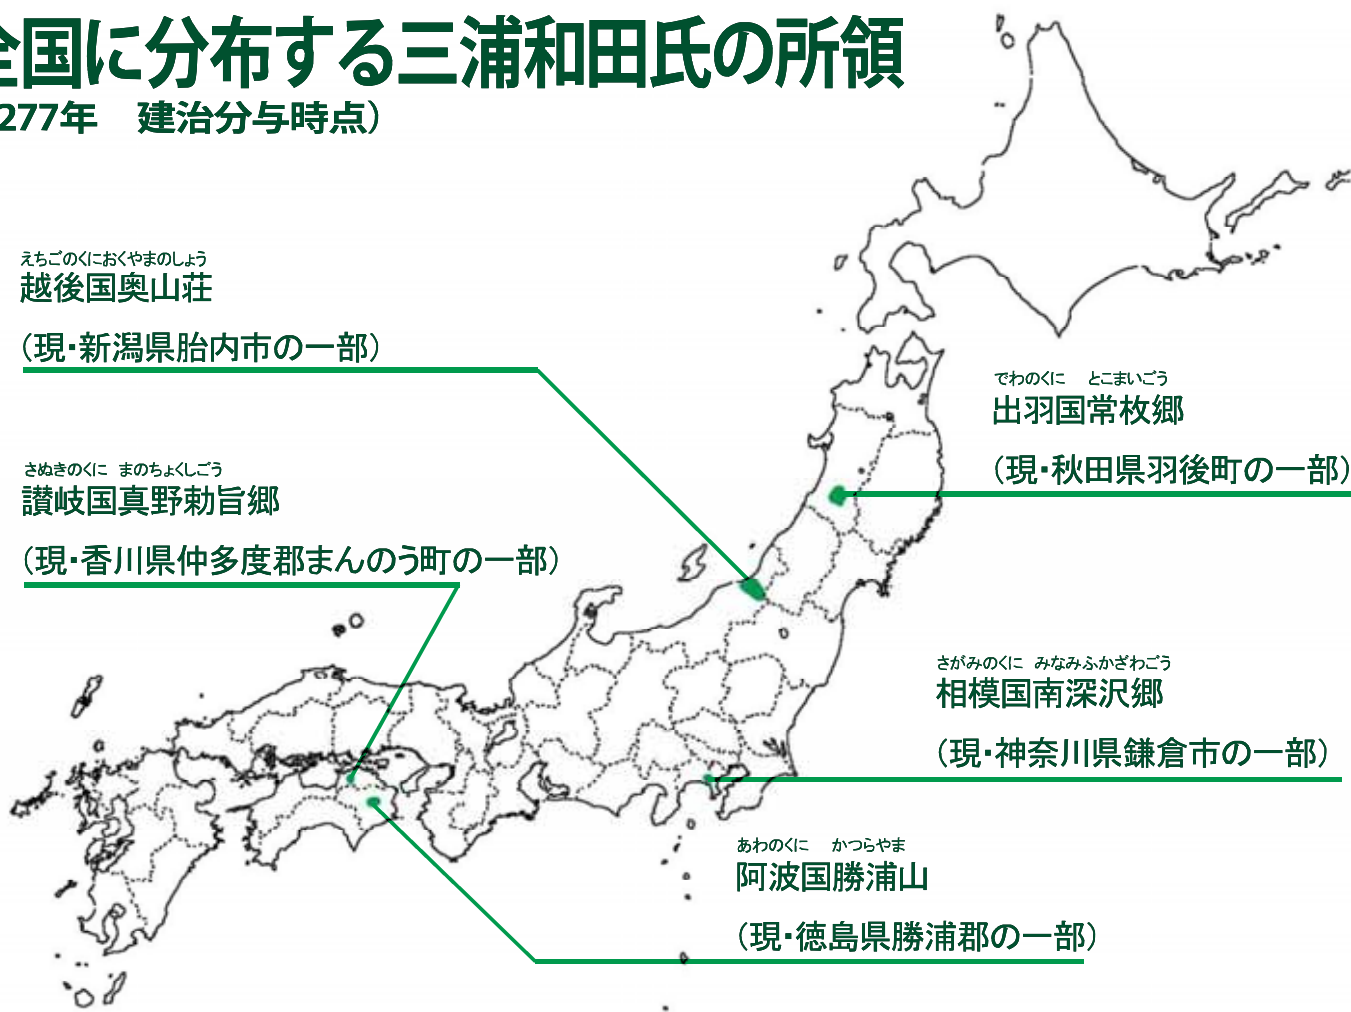 全国に分布する三浦和田氏の所領
277年　建治分与時点）
えちごのくにおくやまのしょう
越後国奥山荘
（現・新潟県胎内市の一部）
でわのくに　とこまいごう
出羽国常枚郷
（現・秋田県羽後町の一部）
さぬきのくに　まのちょくしごう
讃岐国真野勅旨郷
（現・香川県仲多度郡まんのう町の一部）
さがみのくに　みなみふかざわごう
相模国南深沢郷
（現・神奈川県鎌倉市の一部）
あわのくに　かつらやま
阿波国勝浦山
（現・徳島県勝浦郡の一部）